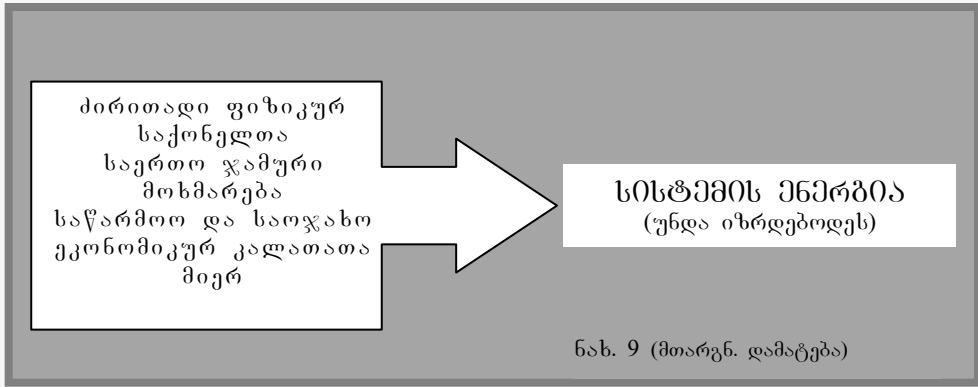 ძირითადი ფიზიკურ
საქონელთა
საერთო ჯამური
მოხმარება
საწარმოო და საოჯახო
ეკონომიკურ კალათათა
მიერ
სისტემის ენერგია
(უნდა იზრდებოდეს)
ნახ. 9 (მთარგნ. დამატება)